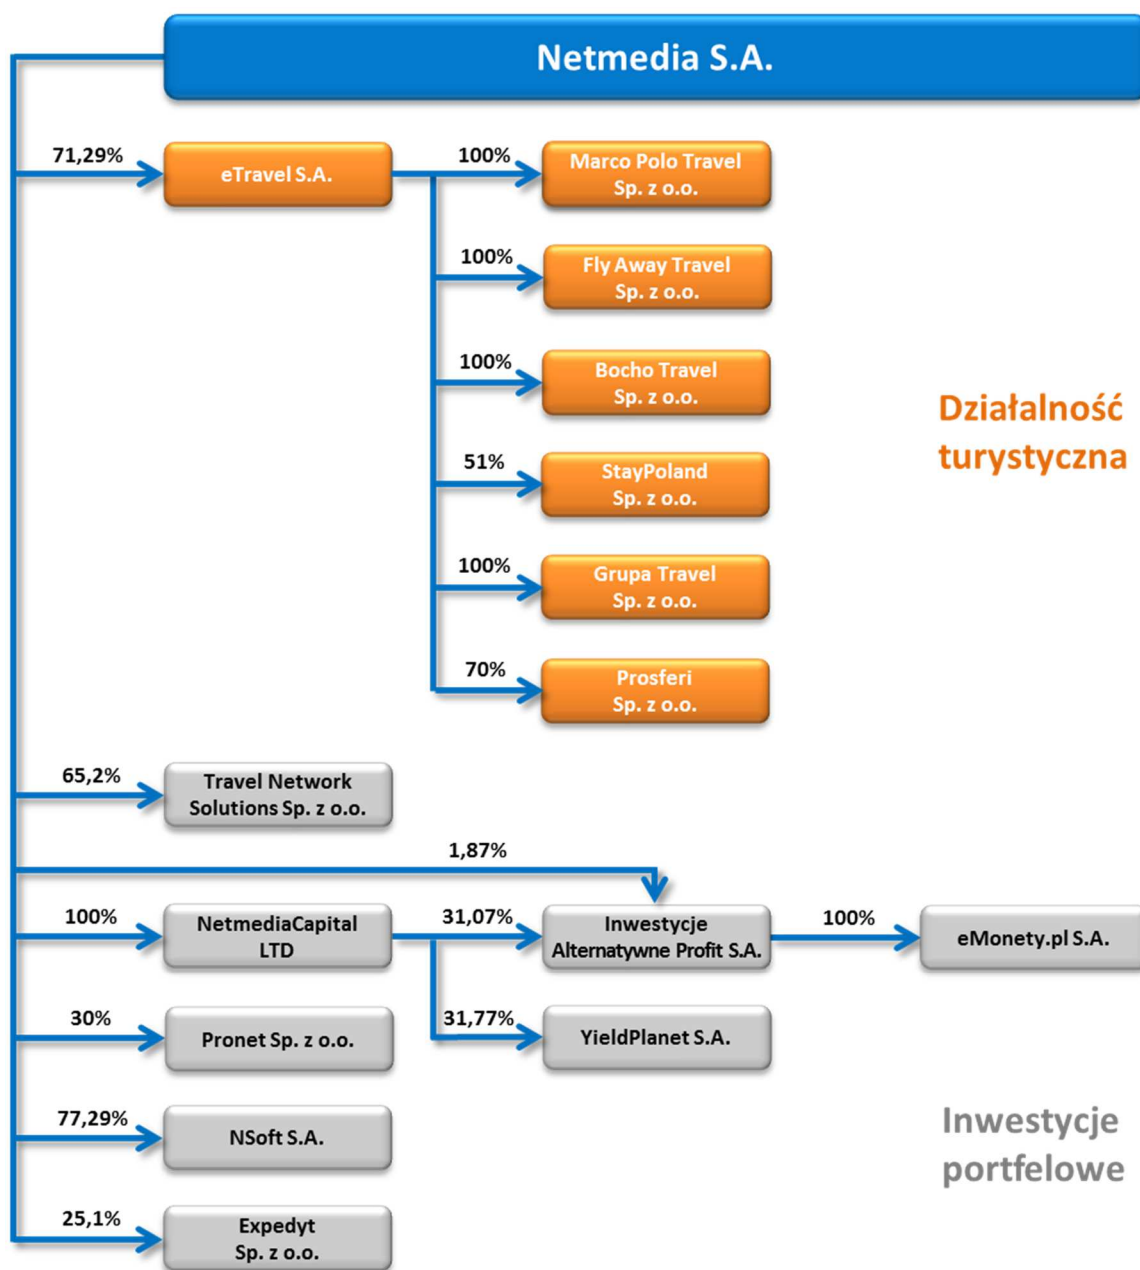 Netmedia S.A.
71,29%
eTravel S.A.
100%
Marco Polo Travel
Sp. z o.o.
100%
Fly Away Travel
Sp. z o.o.
100%
Bocho Travel
Sp. z o.o.
Działalność
turystyczna
51%
StayPoland
Sp. z o.o.
100%
Grupa Travel
Sp. z o.o.
70%
Prosferi
Sp. z o.o.
65,2%
Travel Network
Solutions Sp. z o.o.
1,87%
100%
NetmediaCapital
LTD
31,07%
Inwestycje
Alternatywne Profit S.A.
100%
eMonety.pl S.A.
30%
Pronet Sp. z o.o.
31,77%
YieldPlanet S.A.
77,29%
NSoft S.A.
Inwestycje
portfelowe
25,1%
Expedyt
Sp. z o.o.